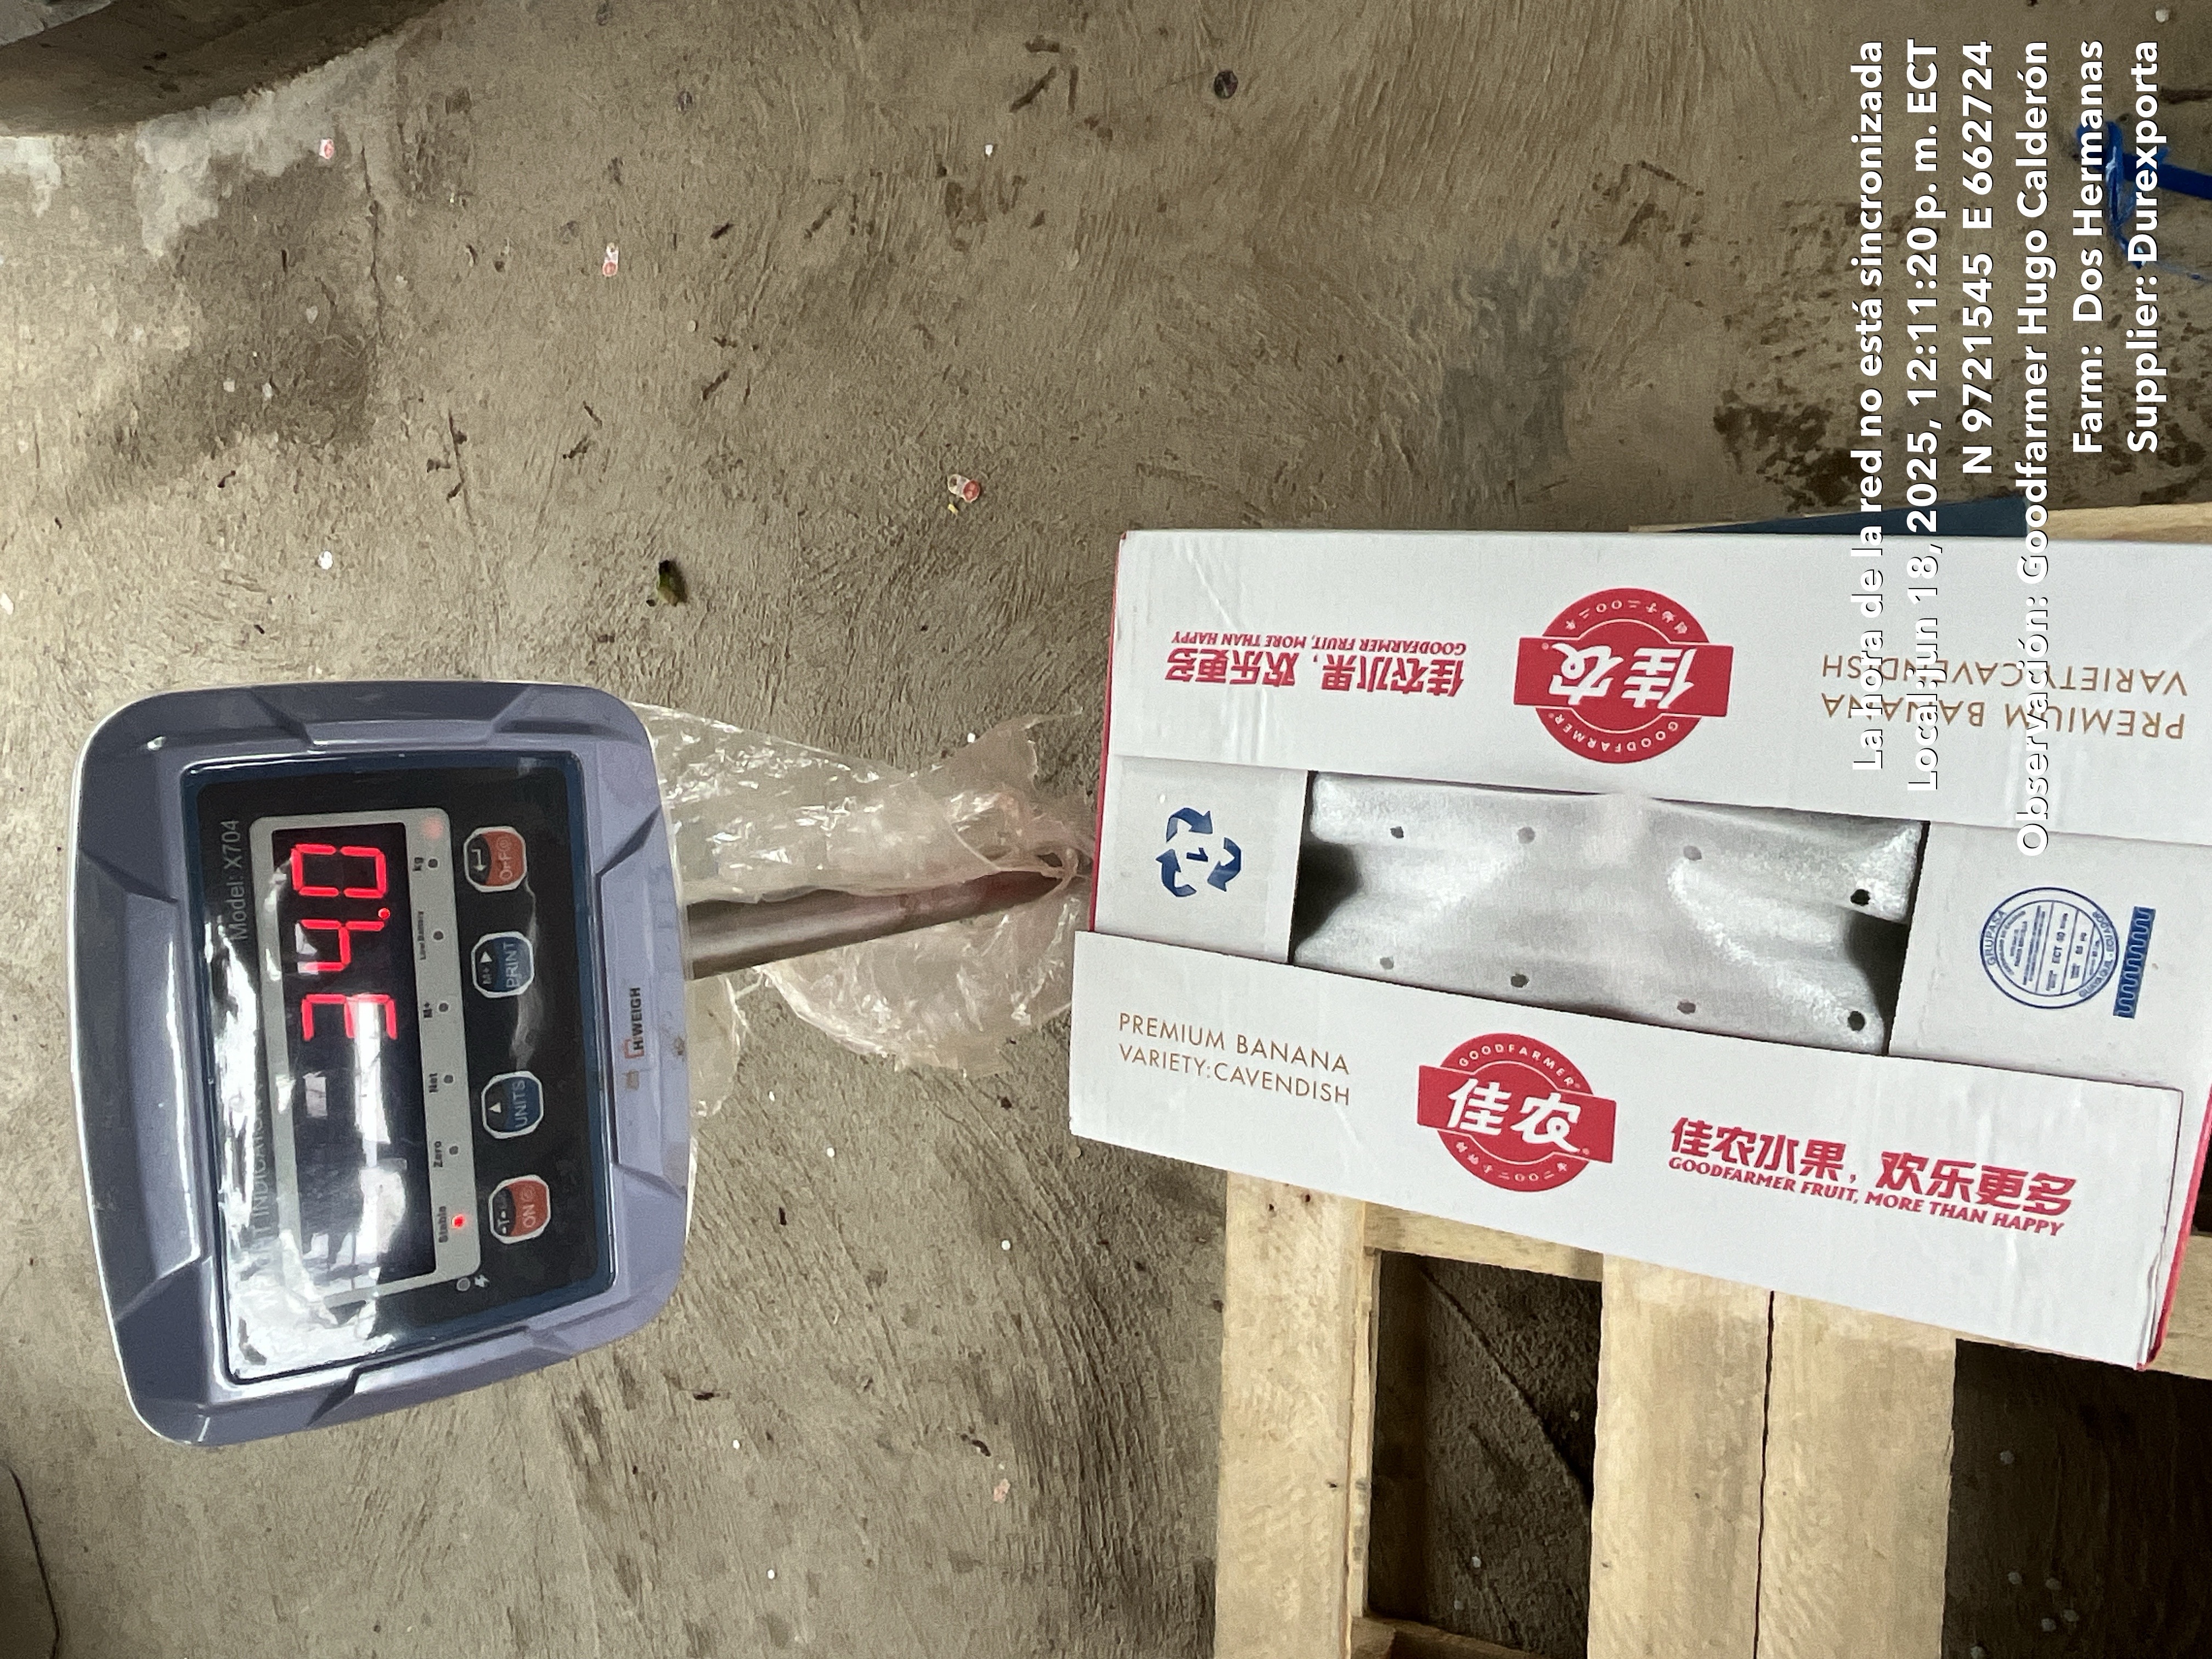 WEIGHT INDICATOR
Model: X704
34.0
Stable Zero Net M+ Low Battery kg
ON UNITS M+ PRINT OFF
HIWEIGH
PREMIUM BANANA
VARIETY:CAVENDISH
GOODFARMER
佳农
佳农水果，欢乐更多
GOODFARMER FRUIT, MORE THAN HAPPY
佳农水果，欢乐更多
GOODFARMER FRUIT, MORE THAN HAPPY
GOODFARMER
佳农
PREMIUM BANANA
VARIETY:CAVENDISH
GRUPASA
ECT
GUAYAQUIL - ECUADOR
La hora de la red no está sincronizada
Local:jun 18, 2025, 12:11:20 p. m. ECT
N 9721545 E 662724
Observación: Goodfarmer Hugo Calderón
Farm: Dos Hermanas
Supplier: Durexporta